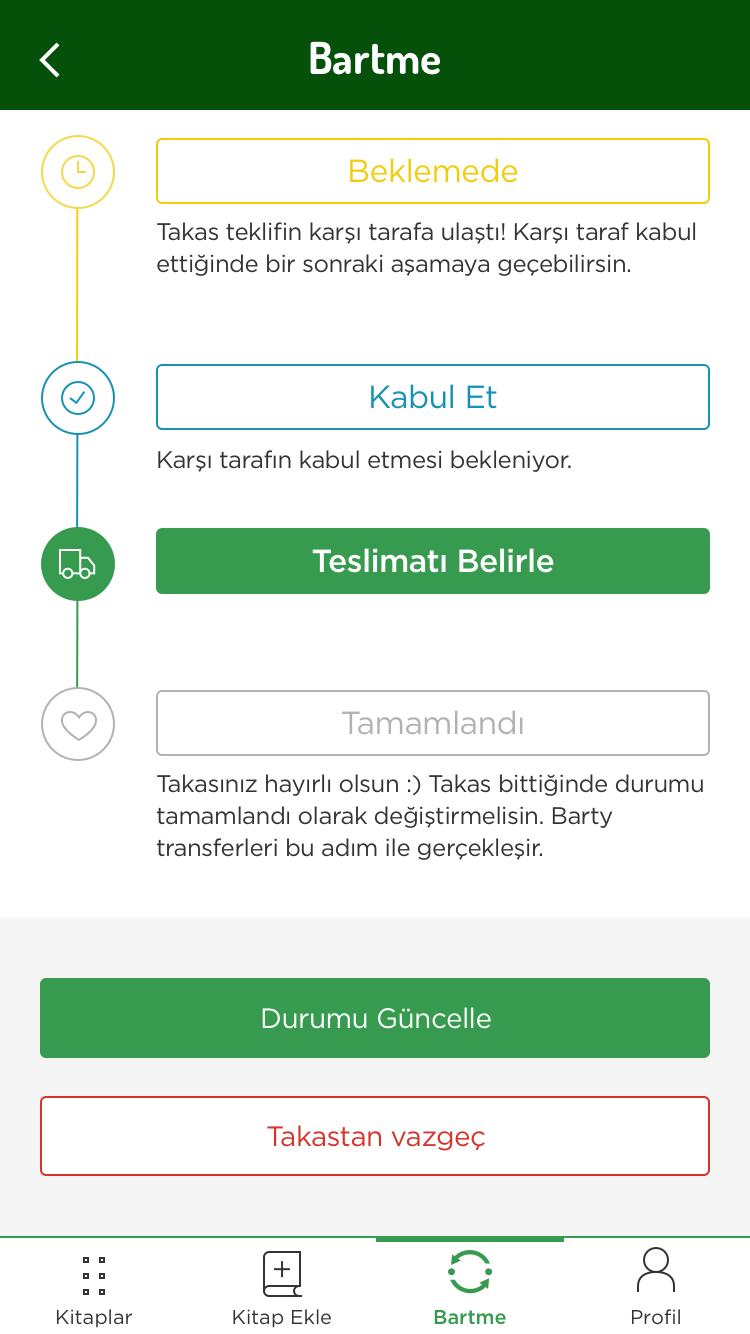 Bartme
Beklemede
Takas teklifin karşı tarafa ulaştı! Karşı taraf kabul
ettiğinde bir sonraki aşamaya geçebilirsin.
Kabul Et
Karşı tarafın kabul etmesi bekleniyor.
Teslimatı Belirle
Tamamlandı
Takasınız hayırlı olsun :) Takas bittiğinde durumu
tamamlandı olarak değiştirmelisin. Barty
transferleri bu adım ile gerçekleşir.
Durumu Güncelle
Takastan vazgeç
Kitaplar
Kitap Ekle
Bartme
Profil